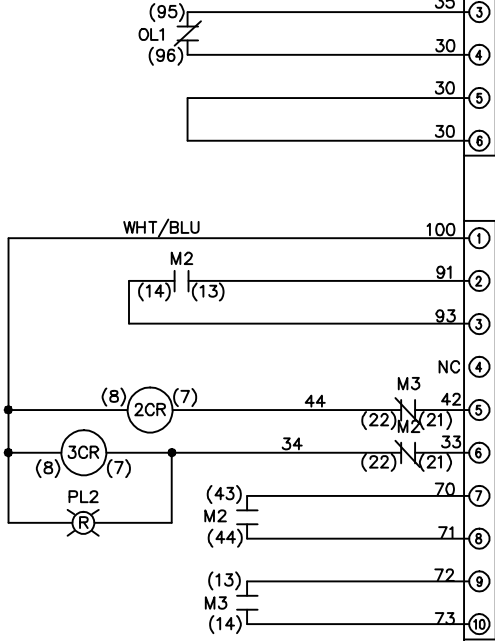 (95) 35 3
OL1
(96) 30 4
30 5
30 6
WHT/BLU 100 1
M2
(14) (13) 91 2
93 3
NC 4
M3
(8) 2CR (7) 44 (22) (21) 42 5
M2
3CR 34 33 6
(8) (7) (22) (21)
PL2
R
(43) 70 7
M2
(44) 71 8
(13) 72 9
M3
(14) 73 10